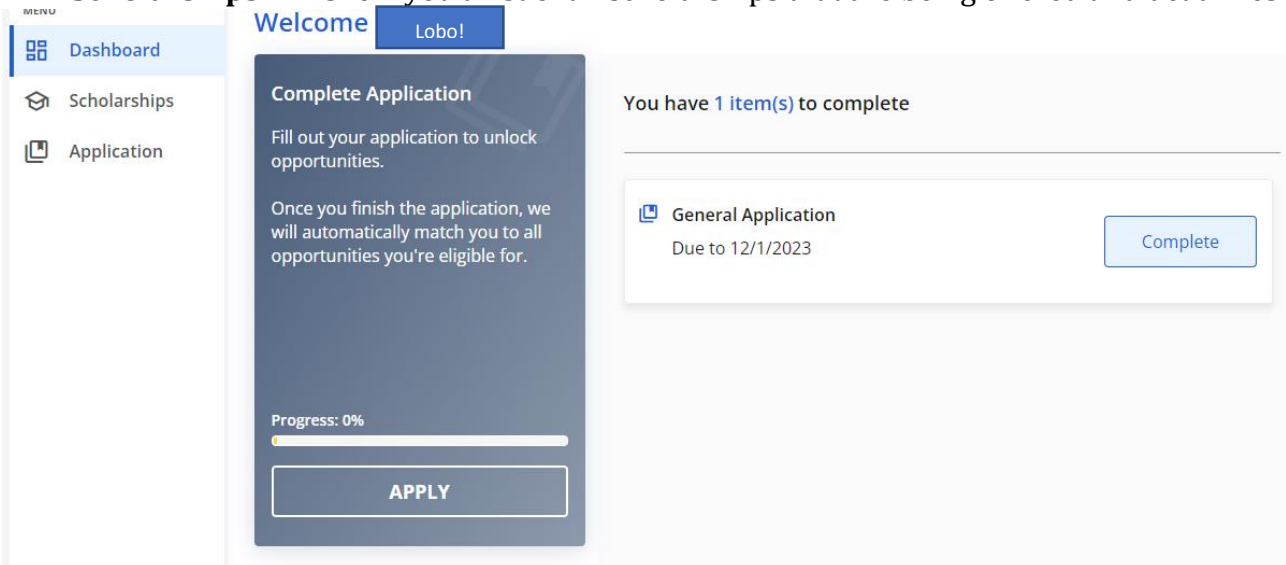 MENU
Welcome Lobo!
Dashboard
Scholarships
Application
Complete Application
Fill out your application to unlock
opportunities.
Once you finish the application, we
will automatically match you to all
opportunities you're eligible for.
Progress: 0%
APPLY
You have 1 item(s) to complete
General Application
Due to 12/1/2023
Complete